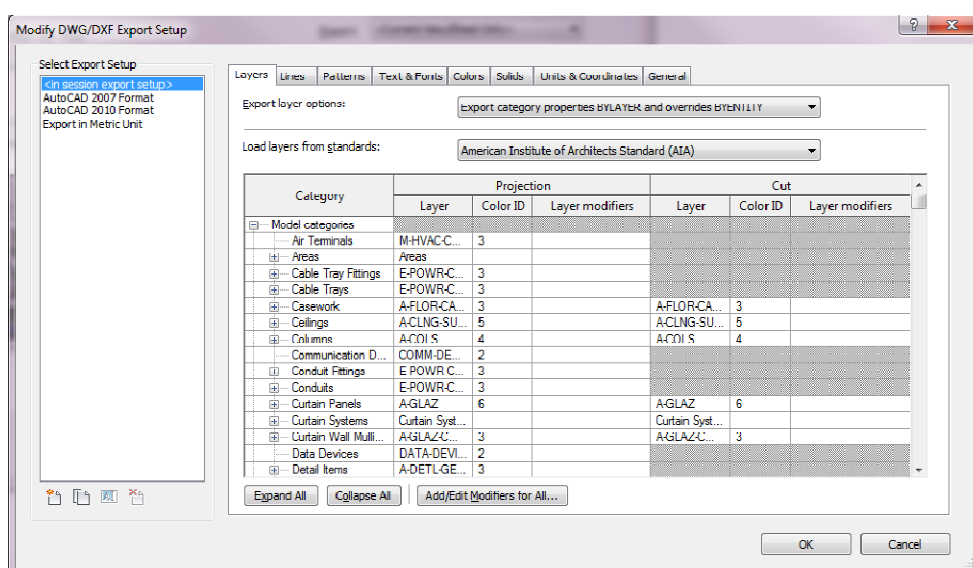 Modify DWG/DXF Export Setup
Select Export Setup
<in session export setup>
AutoCAD 2007 Format
AutoCAD 2010 Format
Export in Metric Unit
Layers Lines Patterns Text & Fonts Colors Solids Units & Coordinates General
Export layer options: Export category properties BYLAYER and overrides BYENTITY
Load layers from standards: American Institute of Architects Standard (AIA)
Category Projection Cut
Layer Color ID Layer modifiers Layer Color ID Layer modifiers
Model categories
Air Terminals M-HVAC-C... 3
Areas Areas
Cable Tray Fittings E-POWR-C... 3
Cable Trays E-POWR-C... 3
Casework A-FLOR-CA... 3 A-FLOR-CA... 3
Ceilings A-CLNG-SU... 5 A-CLNG-SU... 5
Columns A-COLS 4 A-COLS 4
Communication D... COMM-DE... 2
Conduit Fittings E-POWR-C... 3
Conduits E-POWR-C... 3
Curtain Panels A-GLAZ 6 A-GLAZ 6
Curtain Systems Curtain Syst... Curtain Syst...
Curtain Wall Mulli... A-GLAZ-C... 3 A-GLAZ-C... 3
Data Devices DATA-DEVI... 2
Detail Items A-DETL-GE... 3
Expand All Collapse All Add/Edit Modifiers for All...
OK Cancel